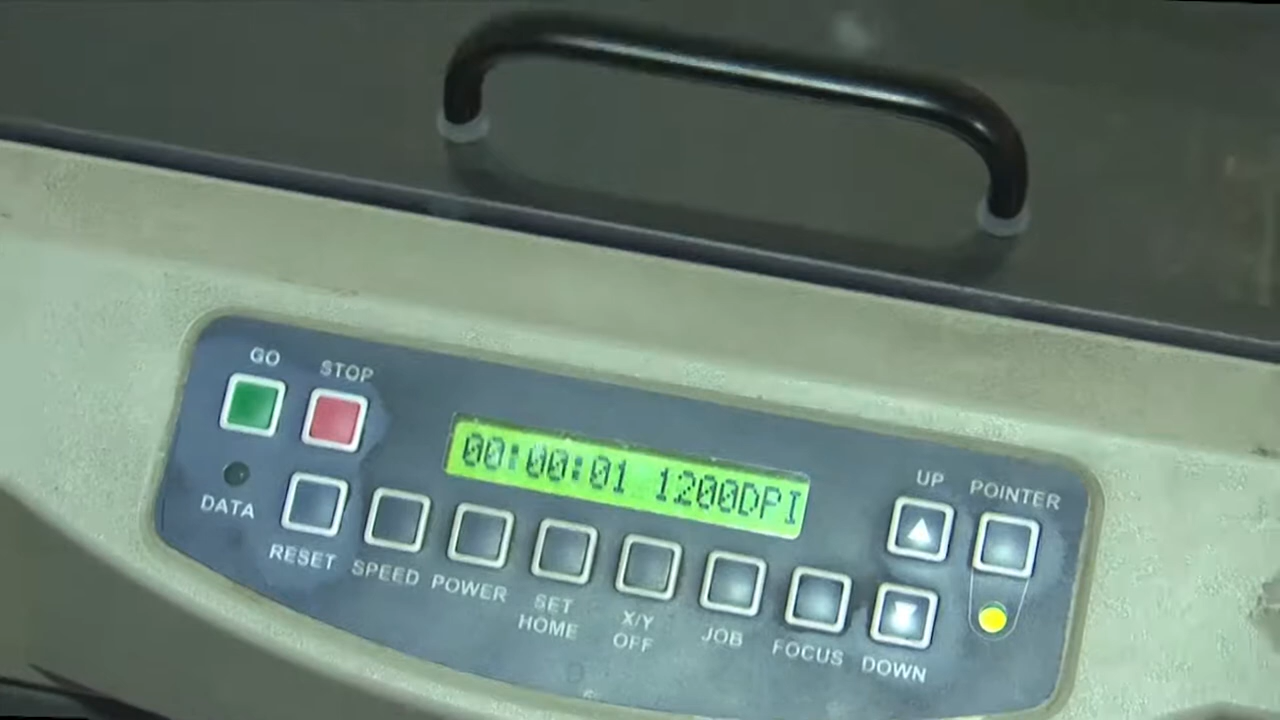 GO
STOP
00:00:01 1200DPI
UP
POINTER
DATA
RESET
SPEED
POWER
SET
HOME
X/Y
OFF
JOB
FOCUS
DOWN